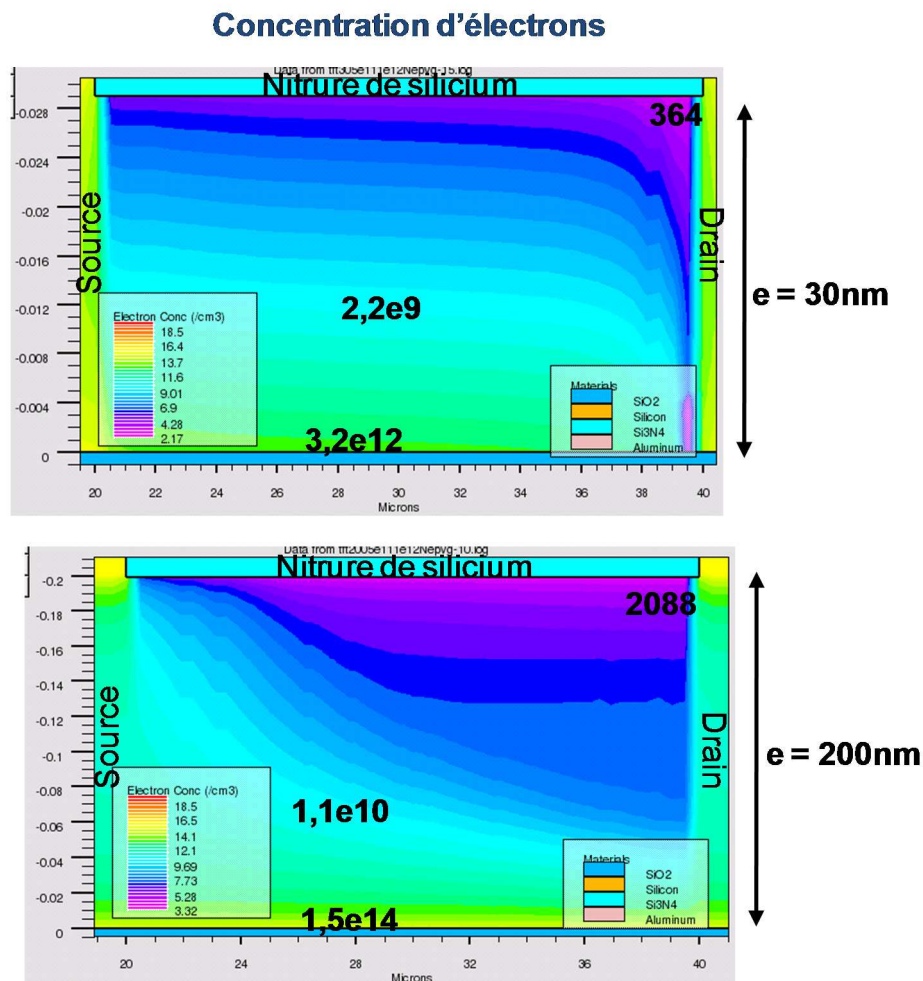 Concentration d'électrons
Data from tft305e111e12Nepvg-15.log
Nitrure de silicium
364
-0.028
-0.024
-0.02
-0.016
-0.012
-0.008
-0.004
0
Source
Drain
e = 30nm
2,2e9
3,2e12
Electron Conc (/cm3)
18.5
16.4
13.7
11.6
9.01
6.9
4.28
2.17
Materials
SiO2
Silicon
Si3N4
Aluminum
20 22 24 26 28 30 32 34 36 38 40
Microns
Data from tft2005e111e12Nepvg-10.log
Nitrure de silicium
2088
-0.2
-0.18
-0.16
-0.14
-0.12
-0.1
-0.08
-0.06
-0.04
-0.02
0
Source
Drain
e = 200nm
1,1e10
1,5e14
Electron Conc (/cm3)
18.5
16.5
14.1
12.1
9.69
7.73
5.28
3.32
Materials
SiO2
Silicon
Si3N4
Aluminum
20 24 28 32 36 40
Microns